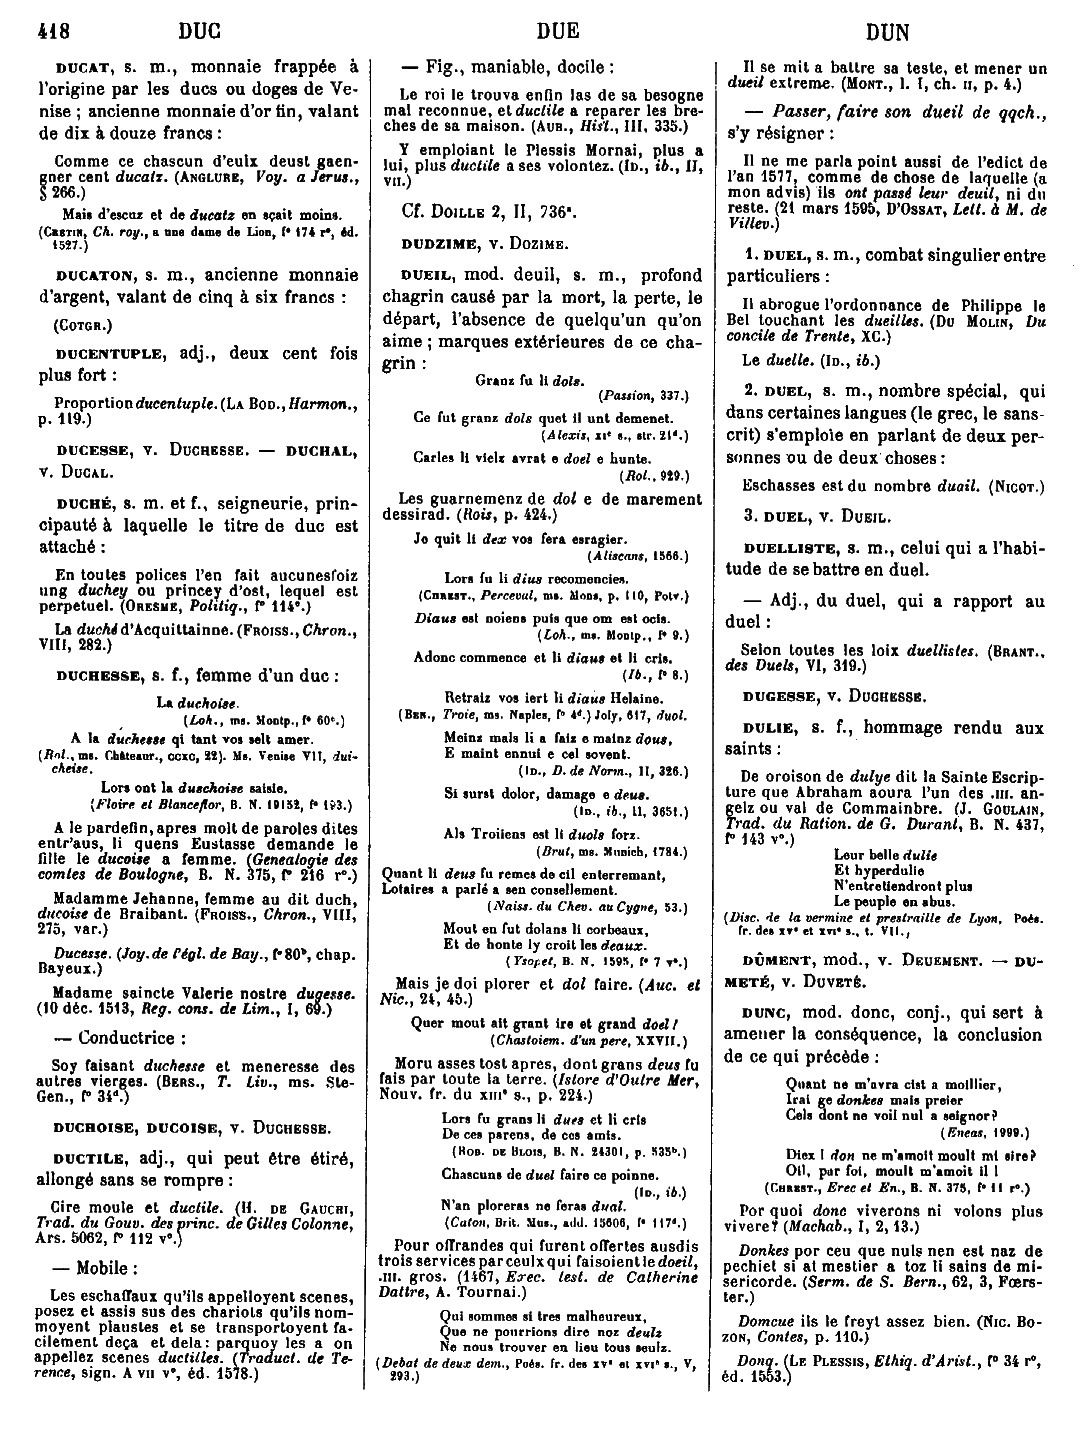 418 DUC DUE DUN
DUCAT, s. m., monnaie frappée à
l'origine par les ducs ou doges de Ve-
nise ; ancienne monnaie d'or fin, valant
de dix à douze francs :
Comme ce chascun d'eulx deust gaen-
gner cent ducatz. (ANGLURE, Voy. a Jerus.,
§ 266.)
Mais d'escuz et de ducatz en sçait moins.
(CRETIN, Ch. roy., a une dame de Lion, f° 174 r°, éd.
1527.)
DUCATON, s. m., ancienne monnaie
d'argent, valant de cinq à six francs :
(COTGR.)
DUCENTUPLE, adj., deux cent fois
plus fort :
Proportion ducentuple. (LA BOD., Harmon.,
p. 119.)
DUCESSE, v. DUCHESSE. — DUCHAL,
v. DUCAL.
DUCHÉ, s. m. et f., seigneurie, prin-
cipauté à laquelle le titre de duc est
attaché :
En toutes polices l'en fait aucunesfoiz
ung duchey ou princey d'ost, lequel est
perpetuel. (ORESME, Politiq., f° 114c.)
La duché d'Acquittainne. (FROISS., Chron.,
VIII, 282.)
DUCHESSE, s. f., femme d'un duc :
La duchoise.
(Loh., ms. Montp., f° 60c.)
A la duchesse qi tant vos selt amer.
(Rol., ms. Châteaur., CCXC, 22). Ms. Venise VII, dui-
cheise.
Lors ont la duschoise saisie.
(Floire et Blanceflor, B. N. 19152, f° 193.)
A le pardefin, apres molt de paroles dites
entr'aus, li quens Eustasse demande le
fille le ducoise a femme. (Genealogie des
comtes de Boulogne, B. N. 375, f° 216 r°.)
Madamme Jehanne, femme au dit duch,
ducoise de Braibant. (FROISS., Chron., VIII,
275, var.)
Ducesse. (Joy. de l'égl. de Bay., f° 80b, chap.
Bayeux.)
Madame saincte Valerie nostre dugesse.
(10 déc. 1513, Reg. cons. de Lim., I, 69.)
— Conductrice :
Soy faisant duchesse et meneresse des
autres vierges. (BERS., T. Liv., ms. Ste-
Gen., f° 34d.)
DUCHOISE, DUCOISE, v. DUCHESSE.
DUCTILE, adj., qui peut être étiré,
allongé sans se rompre :
Cire moule et ductile. (H. DE GAUCHI,
Trad. du Gouv. des princ. de Gilles Colonne,
Ars. 5062, f° 112 v°.)
— Mobile :
Les eschaffaux qu'ils appelloyent scenes,
posez et assis sus des chariots qu'ils nom-
moyent plaustes et se transportoyent fa-
cilement deça et dela : parquoy les a on
appellez scenes ductilles. (Traduct. de Te-
rence, sign. A VII v°, éd. 1578.)
— Fig., maniable, docile :
Le roi le trouva enfin las de sa besogne
mal reconnue, et ductile a reparer les bre-
ches de sa maison. (AUB., Hist., III, 335.)
Y emploiant le Plessis Mornai, plus a
lui, plus ductile a ses volontez. (ID., ib., II,
VII.)
Cf. DOILLE 2, II, 736a.
DUDZIME, v. DOZIME.
DUEIL, mod. deuil, s. m., profond
chagrin causé par la mort, la perte, le
départ, l'absence de quelqu'un qu'on
aime ; marques extérieures de ce cha-
grin :
Granz fu li dols.
(Passion, 337.)
Ce fut granz dols quet il unt demenet.
(Alexis, XIe s., str. 21d.)
Carles li vielz avrat e doel e hunte.
(Rol., 929.)
Les guarnemenz de dol e de marement
dessirad. (Rois, p. 424.)
Jo quit li dex vos fera esragier.
(Aliscans, 1566.)
Lors fu li dius recomencies.
(CHREST., Perceval, ms. Mons, p. 110, Potv.)
Diaus est noiens puis que om est ocis.
(Loh., ms. Montp., f° 9.)
Adonc commence et li diaus et li cris.
(Ib., f° 8.)
Retraiz vos iert li diaus Helaine.
(BEN., Troie, ms. Naples, f° 4d.) Joly, 617, duol.
Meinz mals li a faiz e mainz dous,
E maint ennui e cel sovent.
(ID., D. de Norm., II, 326.)
Si surst dolor, damage e deus.
(ID., ib., II, 3651.)
Als Troiiens est li duols forz.
(Brut, ms. Munich, 1784.)
Quant li deus fu remes de cil enterremant,
Lotaires a parlé a sen consellement.
(Naiss. du Chev. au Cygne, 53.)
Mout en fut dolans li corbeaux,
Et de honte ly croit les deaux.
(Ysopet, B. N. 1595, f° 7 v°.)
Mais je doi plorer et dol faire. (Auc. et
Nic., 24, 45.)
Quer mout ait grant ire et grand doel !
(Chastoiem. d'un pere, XXVII.)
Moru asses tost apres, dont grans deus fu
fais par toute la terre. (Istore d'Outre Mer,
Nouv. fr. du XIIIe s., p. 224.)
Lors fu grans li dues et li cris
De ces parens, de ces amis.
(ROB. DE BLOIS, B. N. 24301, p. 535b.)
Chascuns de duel faire ce poinne.
(ID., ib.)
N'an ploreras ne feras dual.
(Caton, Brit. Mus., add. 15606, f° 117d.)
Pour offrandes qui furent offertes ausdis
trois services par ceulx qui faisoient le doeil,
.III. gros. (1467, Exec. test. de Catherine
Dattre, A. Tournai.)
Qui sommes si tres malheureux,
Que ne pourrions dire noz deulz
Ne nous trouver en lieu tous seulz.
(Debat de deux dem., Poés. fr. des XVe et XVIe s., V,
293.)
Il se mit a battre sa teste, et mener un
dueil extreme. (MONT., l. I, ch. II, p. 4.)
— Passer, faire son dueil de qqch.,
s'y résigner :
Il ne me parla point aussi de l'edict de
l'an 1577, comme de chose de laquelle (a
mon advis) ils ont passé leur deuil, ni du
reste. (21 mars 1595, D'OSSAT, Lett. à M. de
Villev.)
1. DUEL, s. m., combat singulier entre
particuliers :
Il abrogue l'ordonnance de Philippe le
Bel touchant les dueilles. (DU MOLIN, Du
concile de Trente, XC.)
Le duelle. (ID., ib.)
2. DUEL, s. m., nombre spécial, qui
dans certaines langues (le grec, le sans-
crit) s'emploie en parlant de deux per-
sonnes ou de deux choses :
Eschasses est du nombre duail. (NICOT.)
3. DUEL, v. DUEIL.
DUELLISTE, s. m., celui qui a l'habi-
tude de se battre en duel.
— Adj., du duel, qui a rapport au
duel :
Selon toutes les loix duellistes. (BRANT.,
des Duels, VI, 319.)
DUGESSE, v. DUCHESSE.
DULIE, s. f., hommage rendu aux
saints :
De oroison de dulye dit la Sainte Escrip-
ture que Abraham aoura l'un des .III. an-
gelz ou val de Commainbre. (J. GOULAIN,
Trad. du Ration. de G. Durant, B. N. 437,
f° 143 v°.)
Leur belle dulie
Et hyperdulie
N'entretiendront plus
Le peuple en abus.
(Disc. de la vermine et prestraille de Lyon, Poés.
fr. des XVe et XVIe s., t. VII.)
DÛMENT, mod., v. DEUEMENT. — DU-
METÉ, v. DUVETÉ.
DUNC, mod. donc, conj., qui sert à
amener la conséquence, la conclusion
de ce qui précède :
Quant ne m'avra cist a moillier,
Irai ge donkes mais preier
Cels dont ne voil nul a seignor?
(Eneas, 1999.)
Diex ! don ne m'amoit moult mi sire?
Oïl, par foi, moult m'amoit il !
(CHREST., Erec et En., B. N. 375, f° 11 r°.)
Por quoi donc viverons ni volons plus
vivere? (Machab., I, 2, 13.)
Donkes por ceu que nuls nen est naz de
pechiet si at mestier a toz li sains de mi-
sericorde. (Serm. de S. Bern., 62, 3, Fœrs-
ter.)
Domcue ils le freyt assez bien. (NIC. BO-
ZON, Contes, p. 110.)
Donq. (LE PLESSIS, Ethiq. d'Arist., f° 34 r°,
éd. 1553.)